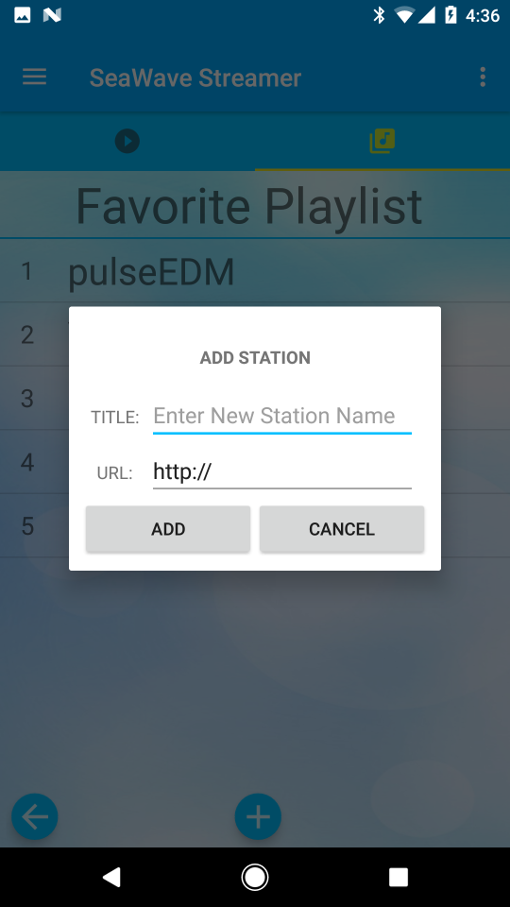 4:36
SeaWave Streamer
Favorite Playlist
1 pulseEDM
2
3
4
5
ADD STATION
TITLE: Enter New Station Name
URL: http://
ADD CANCEL